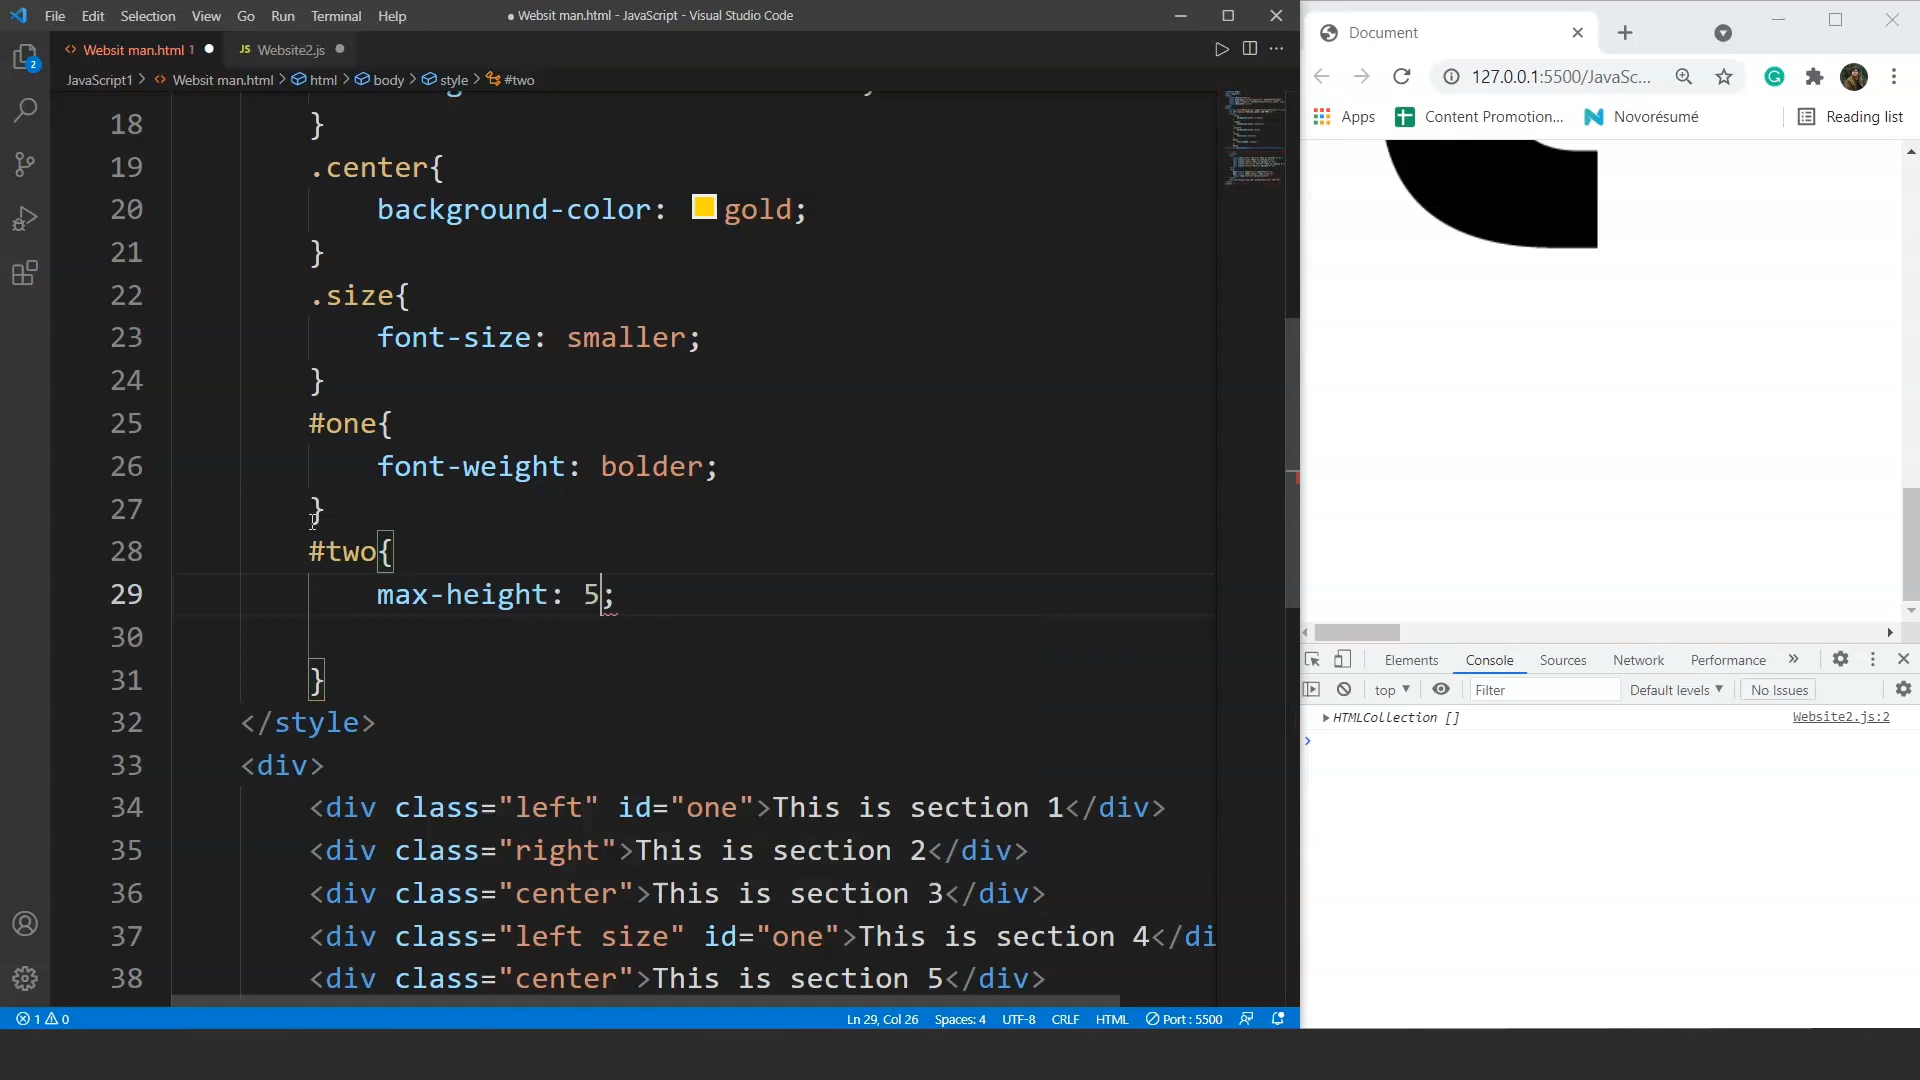 File Edit Selection View Go Run Terminal Help
● Websit man.html - JavaScript - Visual Studio Code
Websit man.html 1
JS Website2.js
JavaScript1 > Websit man.html > html > body > style > #two
18 }
19 .center{
20 background-color: gold;
21 }
22 .size{
23 font-size: smaller;
24 }
25 #one{
26 font-weight: bolder;
27 }
28 #two{
29 max-height: 5;
30
31 }
32 </style>
33 <div>
34 <div class="left" id="one">This is section 1</div>
35 <div class="right">This is section 2</div>
36 <div class="center">This is section 3</div>
37 <div class="left size" id="one">This is section 4</di
38 <div class="center">This is section 5</div>
2
1 0
Ln 29, Col 26 Spaces: 4 UTF-8 CRLF HTML Port : 5500
Document
127.0.0.1:5500/JavaSc...
Apps Content Promotion... Novorésumé Reading list
Elements Console Sources Network Performance »
top Filter Default levels No Issues
HTMLCollection [] Website2.js:2